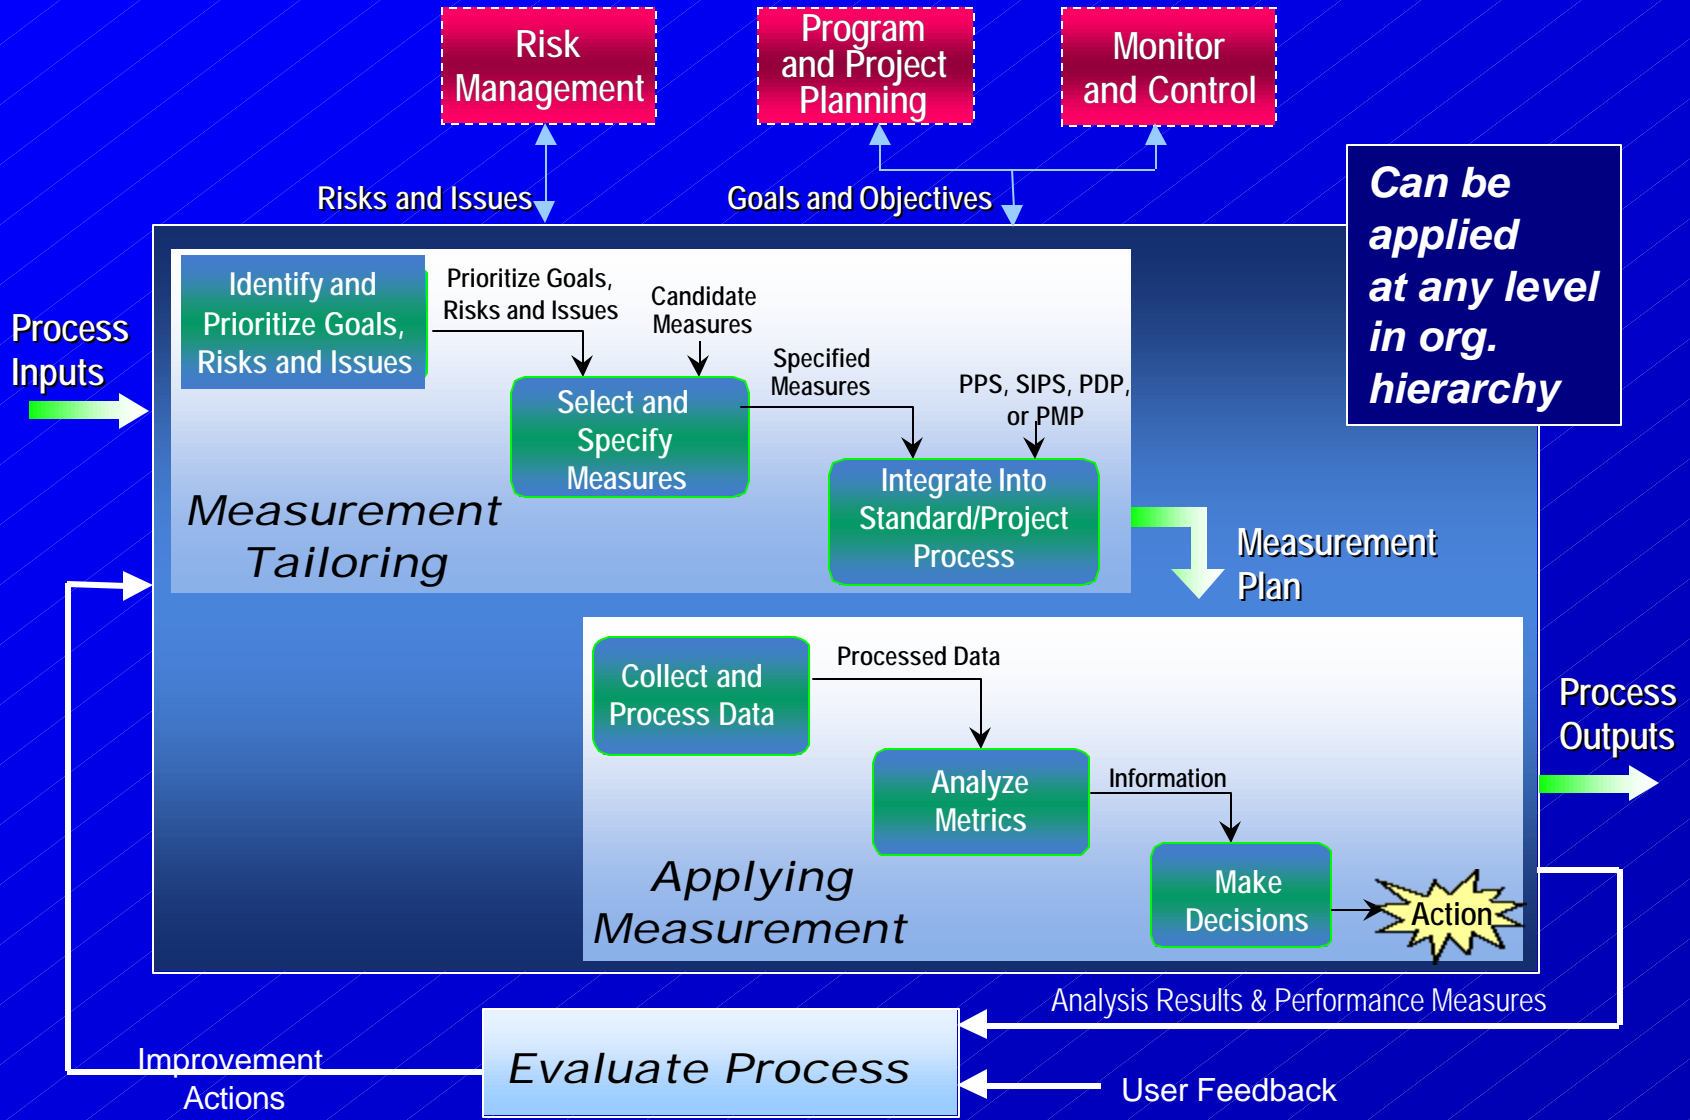 Risk
Management
Program
and Project
Planning
Monitor
and Control
Risks and Issues
Goals and Objectives
Can be
applied
at any level
in org.
hierarchy
Process
Inputs
Identify and
Prioritize Goals,
Risks and Issues
Prioritize Goals,
Risks and Issues
Candidate
Measures
Select and
Specify
Measures
Specified
Measures
PPS, SIPS, PDP,
or PMP
Integrate Into
Standard/Project
Process
Measurement
Tailoring
Measurement
Plan
Collect and
Process Data
Processed Data
Analyze
Metrics
Information
Make
Decisions
Action
Applying
Measurement
Process
Outputs
Analysis Results & Performance Measures
Evaluate Process
Improvement
Actions
User Feedback